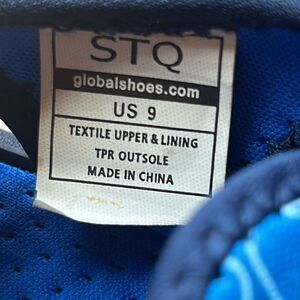 STQ
globalshoes.com
US 9
TEXTILE UPPER & LINING
TPR OUTSOLE
MADE IN CHINA